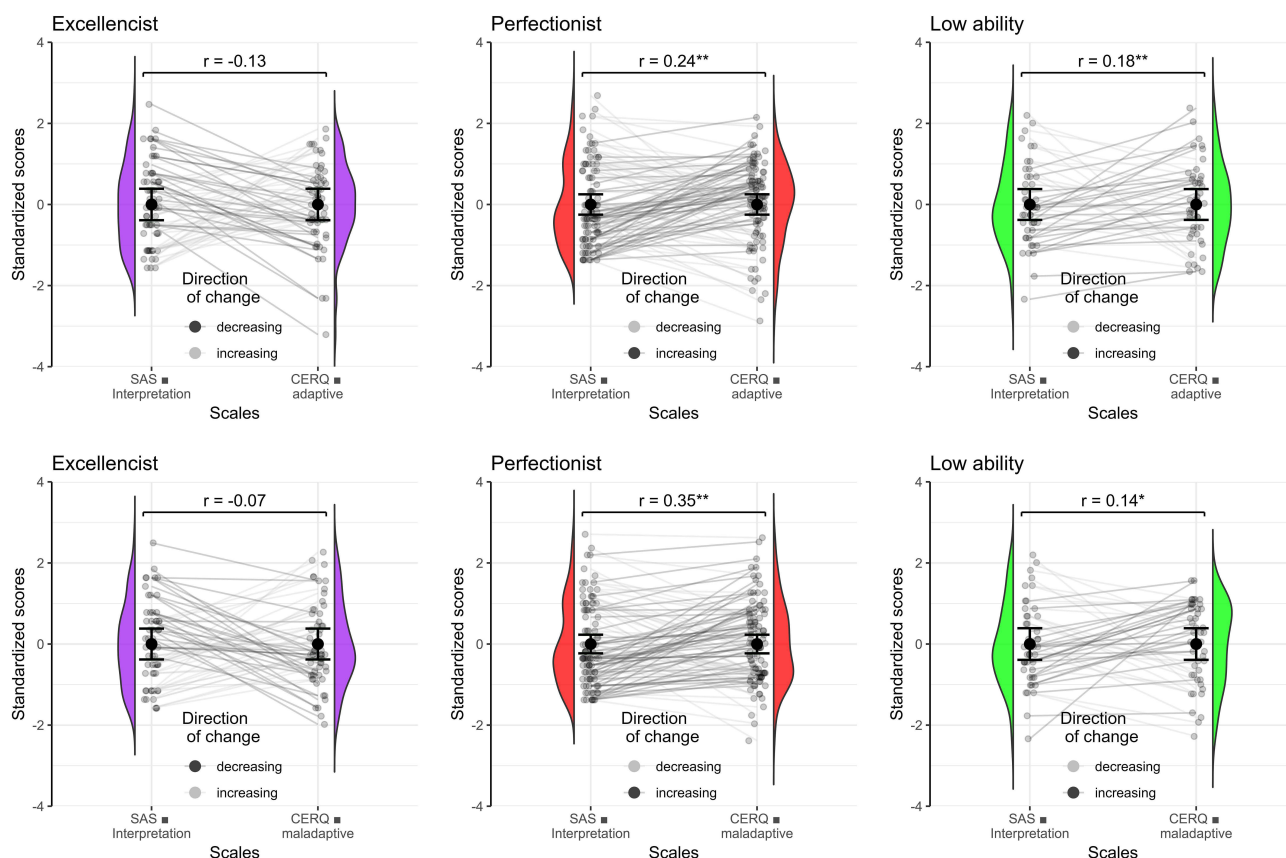 Excellencist
r = -0.13
Standardized scores
4
2
0
-2
-4
Direction
of change
decreasing
increasing
SAS ■
Interpretation
CERQ ■
adaptive
Scales
Perfectionist
r = 0.24**
Standardized scores
4
2
0
-2
-4
Direction
of change
decreasing
increasing
SAS ■
Interpretation
CERQ ■
adaptive
Scales
Low ability
r = 0.18**
Standardized scores
4
2
0
-2
-4
Direction
of change
decreasing
increasing
SAS ■
Interpretation
CERQ ■
adaptive
Scales
Excellencist
r = -0.07
Standardized scores
4
2
0
-2
-4
Direction
of change
decreasing
increasing
SAS ■
Interpretation
CERQ ■
maladaptive
Scales
Perfectionist
r = 0.35**
Standardized scores
4
2
0
-2
-4
Direction
of change
decreasing
increasing
SAS ■
Interpretation
CERQ ■
maladaptive
Scales
Low ability
r = 0.14*
Standardized scores
4
2
0
-2
-4
Direction
of change
decreasing
increasing
SAS ■
Interpretation
CERQ ■
maladaptive
Scales